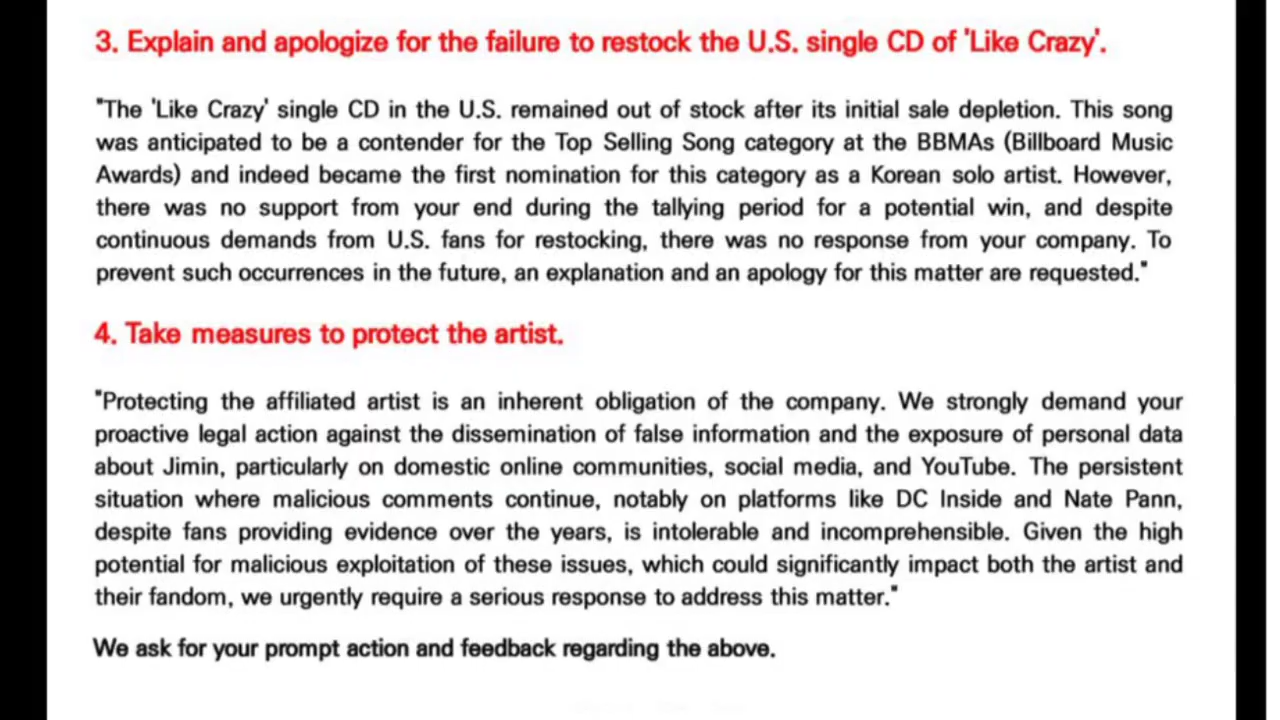 3. Explain and apologize for the failure to restock the U.S. single CD of 'Like Crazy'.
"The 'Like Crazy' single CD in the U.S. remained out of stock after its initial sale depletion. This song
was anticipated to be a contender for the Top Selling Song category at the BBMAs (Billboard Music
Awards) and indeed became the first nomination for this category as a Korean solo artist. However,
there was no support from your end during the tallying period for a potential win, and despite
continuous demands from U.S. fans for restocking, there was no response from your company. To
prevent such occurrences in the future, an explanation and an apology for this matter are requested."
4. Take measures to protect the artist.
"Protecting the affiliated artist is an inherent obligation of the company. We strongly demand your
proactive legal action against the dissemination of false information and the exposure of personal data
about Jimin, particularly on domestic online communities, social media, and YouTube. The persistent
situation where malicious comments continue, notably on platforms like DC Inside and Nate Pann,
despite fans providing evidence over the years, is intolerable and incomprehensible. Given the high
potential for malicious exploitation of these issues, which could significantly impact both the artist and
their fandom, we urgently require a serious response to address this matter."
We ask for your prompt action and feedback regarding the above.